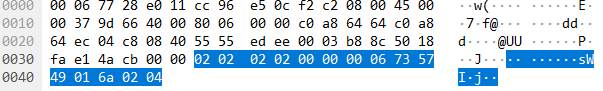 0000 00 06 77 28 e0 11 cc 96 e5 0c f2 c2 08 00 45 00 ··w(···· ······E·
0010 00 37 9d 66 40 00 80 06 00 00 c0 a8 64 64 c0 a8 ·7·f@··· ····dd··
0020 64 ec 04 c8 08 40 55 55 ed ee 00 03 b8 8c 50 18 d····@UU ······P·
0030 fa e1 4a cb 00 00 02 02 02 02 00 00 00 06 73 57 ··J····· ······sW
0040 49 01 6a 02 04 I·j··